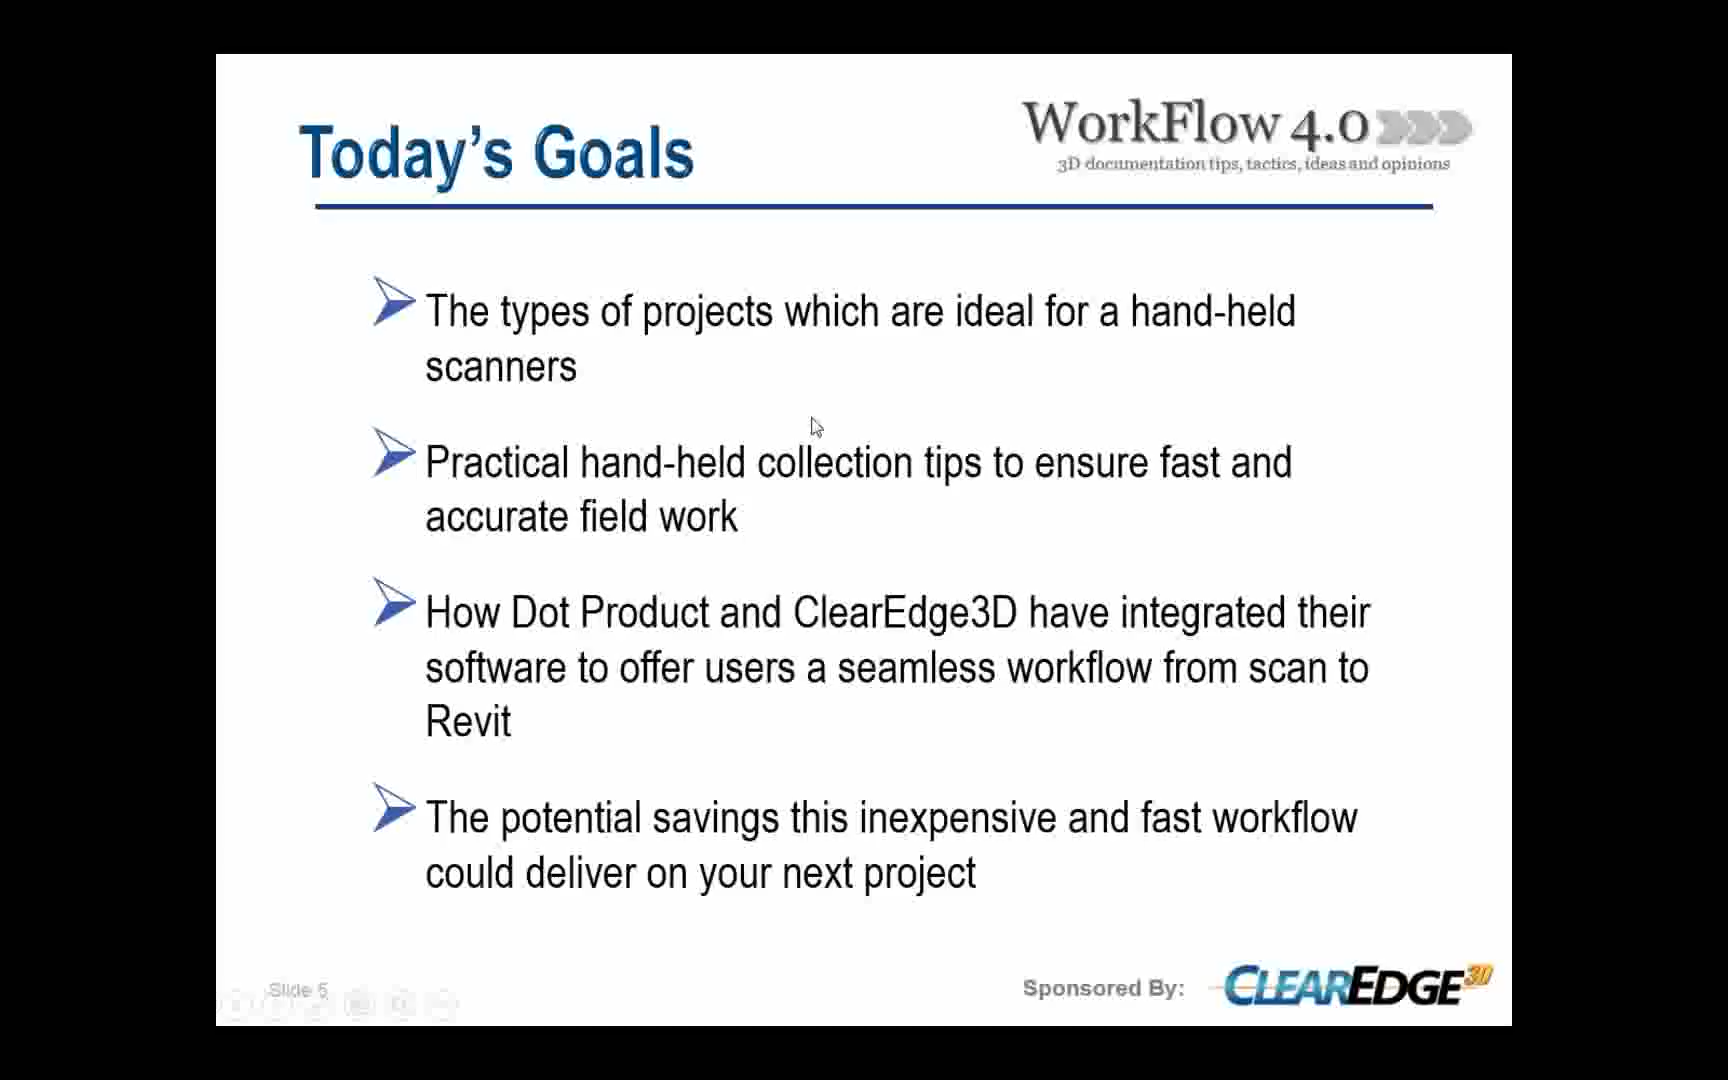 Today's Goals
WorkFlow 4.0
3D documentation tips, tactics, ideas and opinions
The types of projects which are ideal for a hand-held
scanners
Practical hand-held collection tips to ensure fast and
accurate field work
How Dot Product and ClearEdge3D have integrated their
software to offer users a seamless workflow from scan to
Revit
The potential savings this inexpensive and fast workflow
could deliver on your next project
Slide 5
Sponsored By:
CLEAREDGE3D